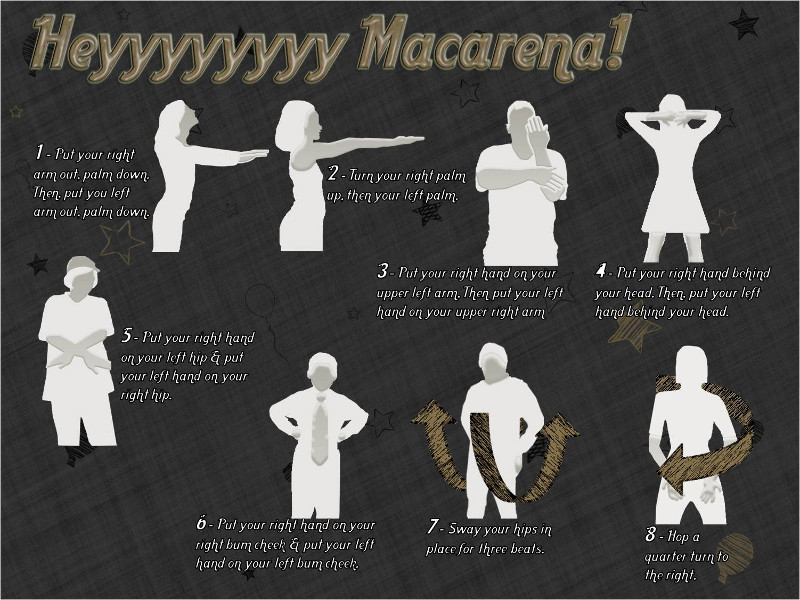 Heyyyyyyyyy Macarena!
1 - Put your right
arm out, palm down.
Then, put you left
arm out, palm down.
2 - Turn your right palm
up, then your left palm.
3 - Put your right hand on your
upper left arm. Then put your left
hand on your upper right arm
4 - Put your right hand behind
your head. Then, put your left
hand behind your head.
5 - Put your right hand
on your left hip & put
your left hand on your
right hip.
6 - Put your right hand on your
right bum cheek & put your left
hand on your left bum cheek.
7 - Sway your hips in
place for three beats.
8 - Hop a
quarter turn to
the right.